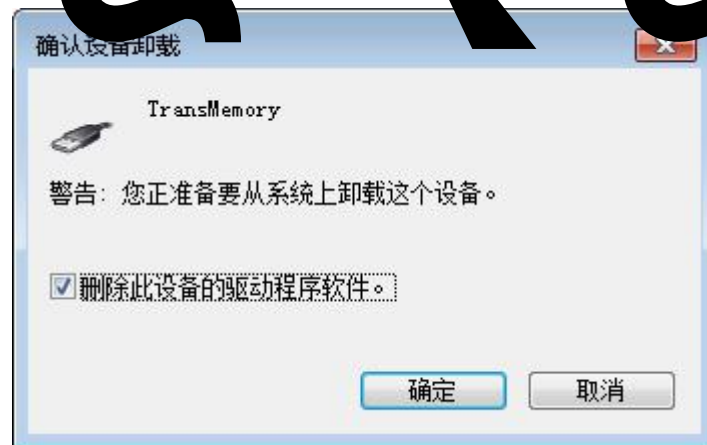 确认设备卸载
TransMemory
警告: 您正准备要从系统上卸载这个设备。
删除此设备的驱动程序软件。
确定
取消